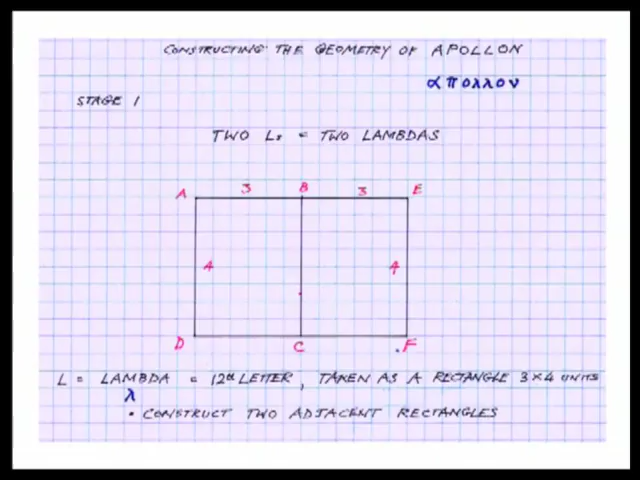 CONSTRUCTING THE GEOMETRY OF APOLLON
απολλον
STAGE 1
TWO Ls = TWO LAMBDAS
A 3 B 3 E
4 4
D C F
L = LAMBDA = 12th LETTER, TAKEN AS A RECTANGLE 3 × 4 UNITS
λ
• CONSTRUCT TWO ADJACENT RECTANGLES